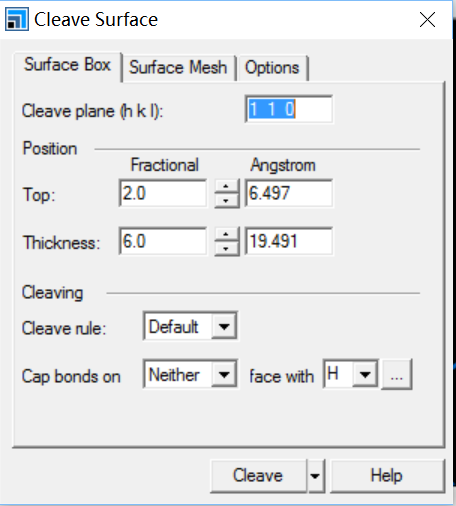 Cleave Surface
Surface Box Surface Mesh Options
Cleave plane (h k l): 1 1 0
Position
Fractional Angstrom
Top: 2.0 6.497
Thickness: 6.0 19.491
Cleaving
Cleave rule: Default
Cap bonds on Neither face with H ...
Cleave Help